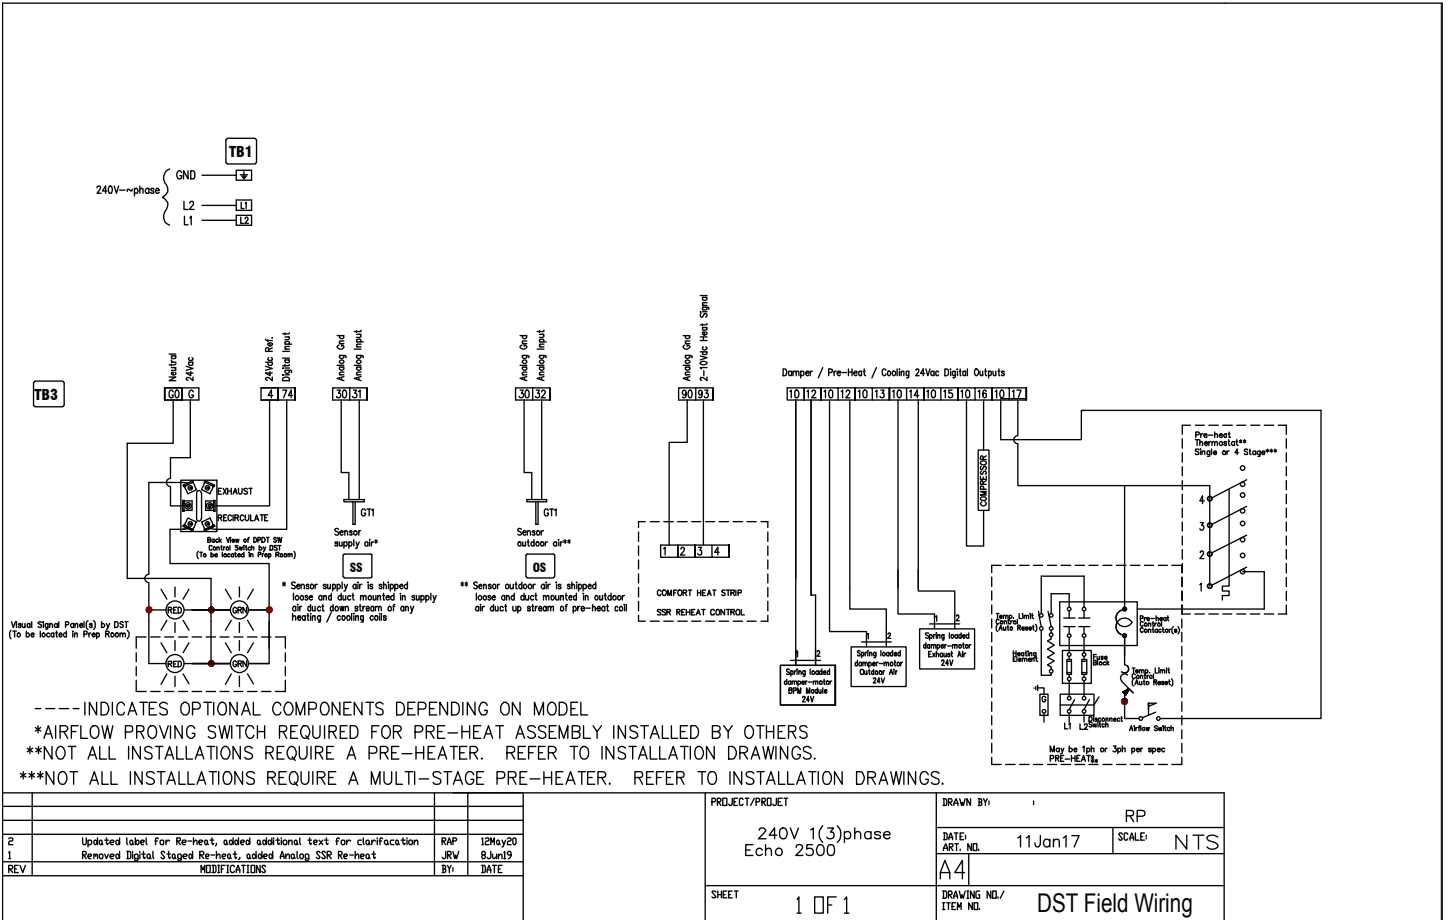 TB1
GND
240V-~phase
L2 L1
L1 L2
TB3
Neutral
24Vac
24Vdc Ref.
Digital Input
Analog Gnd
Analog Input
Analog Gnd
Analog Input
Analog Gnd
2-10Vdc Heat Signal
Damper / Pre-Heat / Cooling 24Vac Digital Outputs
G0 G
4 74
30 31
30 32
90 93
10 12 10 12 10 13 10 14 10 15 10 16 10 17
EXHAUST
RECIRCULATE
Back View of DPDT SW
Control Switch by DST
(To be located in Prep Room)
GT1
Sensor
supply air*
SS
* Sensor supply air is shipped
loose and duct mounted in supply
air duct down stream of any
heating / cooling coils
GT1
Sensor
outdoor air**
OS
** Sensor outdoor air is shipped
loose and duct mounted in outdoor
air duct up stream of pre-heat coil
1 2 3 4
COMFORT HEAT STRIP
SSR REHEAT CONTROL
COMPRESSOR
Pre-heat
Thermostat**
Single or 4 Stage***
4
3
2
1
RED
GRN
RED
GRN
Visual Signal Panel(s) by DST
(To be located in Prep Room)
1 2
Spring loaded
damper-motor
BPM Module
24V
1 2
Spring loaded
damper-motor
Outdoor Air
24V
1 2
Spring loaded
damper-motor
Exhaust Air
24V
Temp. Limit
Control
(Auto Reset)
Heating
Element
Fuse
Block
Pre-heat
Control
Contactor(s)
Temp. Limit
Control
(Auto Reset)
G
L1 L2
Disconnect
Switch
Airflow Switch
May be 1ph or 3ph per spec
PRE-HEAT
----INDICATES OPTIONAL COMPONENTS DEPENDING ON MODEL
*AIRFLOW PROVING SWITCH REQUIRED FOR PRE-HEAT ASSEMBLY INSTALLED BY OTHERS
**NOT ALL INSTALLATIONS REQUIRE A PRE-HEATER. REFER TO INSTALLATION DRAWINGS.
***NOT ALL INSTALLATIONS REQUIRE A MULTI-STAGE PRE-HEATER. REFER TO INSTALLATION DRAWINGS.
2 Updated label for Re-heat, added additional text for clarifacation RAP 12May20
1 Removed Digital Staged Re-heat, added Analog SSR Re-heat JRW 8Jun19
REV MODIFICATIONS BY: DATE
PROJECT/PROJET
240V 1(3)phase
Echo 2500
SHEET
1 OF 1
DRAWN BY: :
RP
DATE: 11Jan17
ART. NO.
SCALE: NTS
A4
DRAWING NO./
ITEM NO.
DST Field Wiring